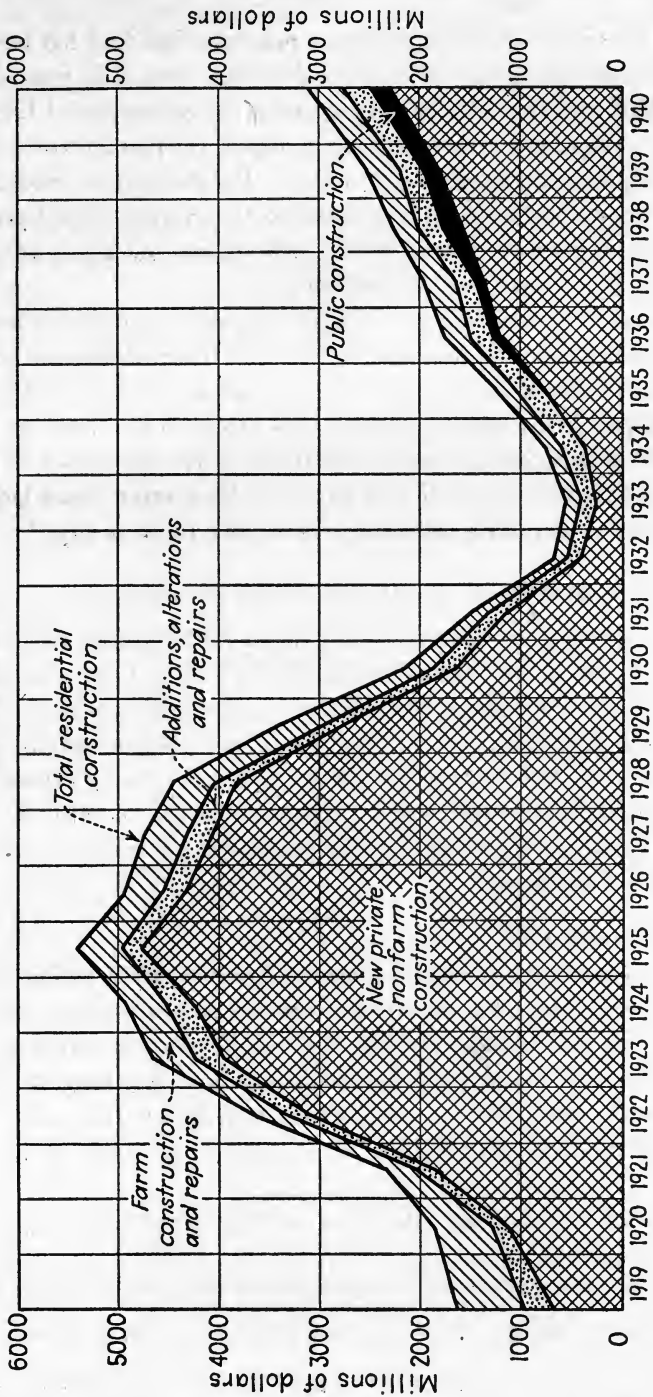 6000
5000
4000
3000
2000
1000
0
Millions of dollars
Total residential
construction
Additions, alterations
and repairs
Farm
construction
and repairs
New private
nonfarm
construction
Public construction
6000
5000
4000
3000
2000
1000
0
Millions of dollars
1919 1920 1921 1922 1923 1924 1925 1926 1927 1928 1929 1930 1931 1932 1933 1934 1935 1936 1937 1938 1939 1940